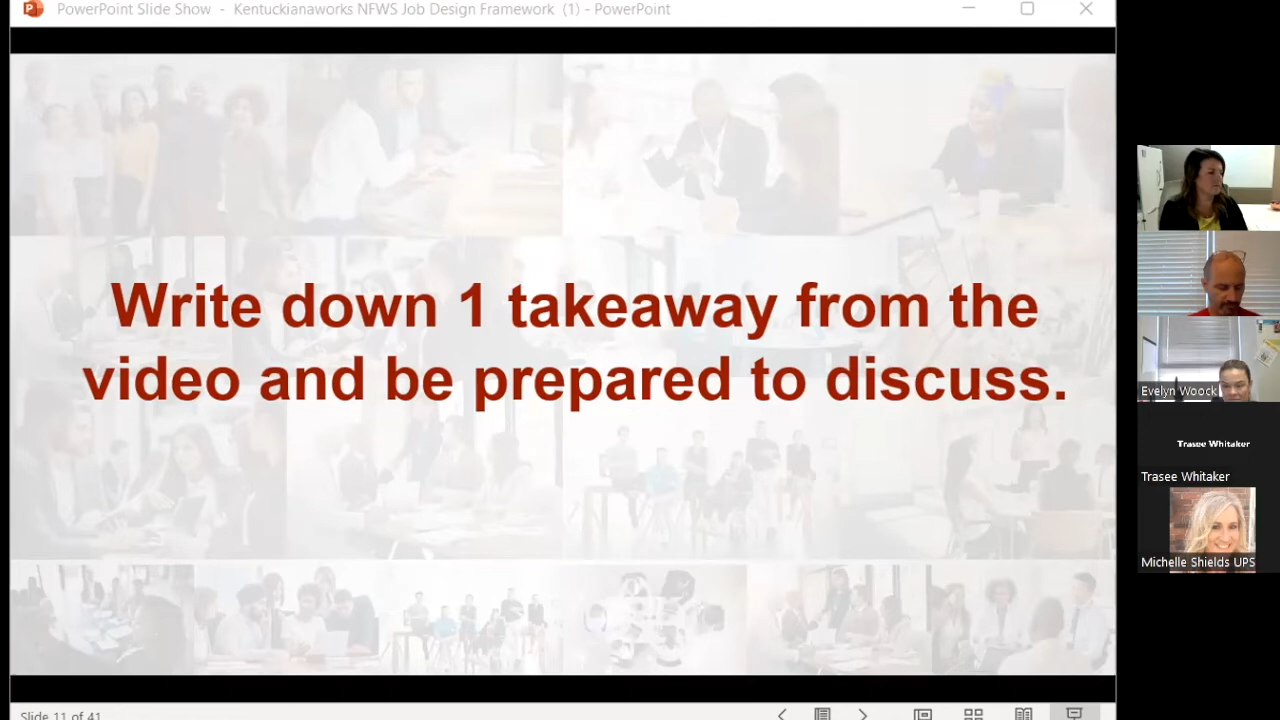 PowerPoint Slide Show - Kentuckianaworks NFWS Job Design Framework (1) - PowerPoint
Write down 1 takeaway from the
video and be prepared to discuss.
Evelyn Woock
Trasee Whitaker
Trasee Whitaker
Michelle Shields UPS
Slide 11 of 41